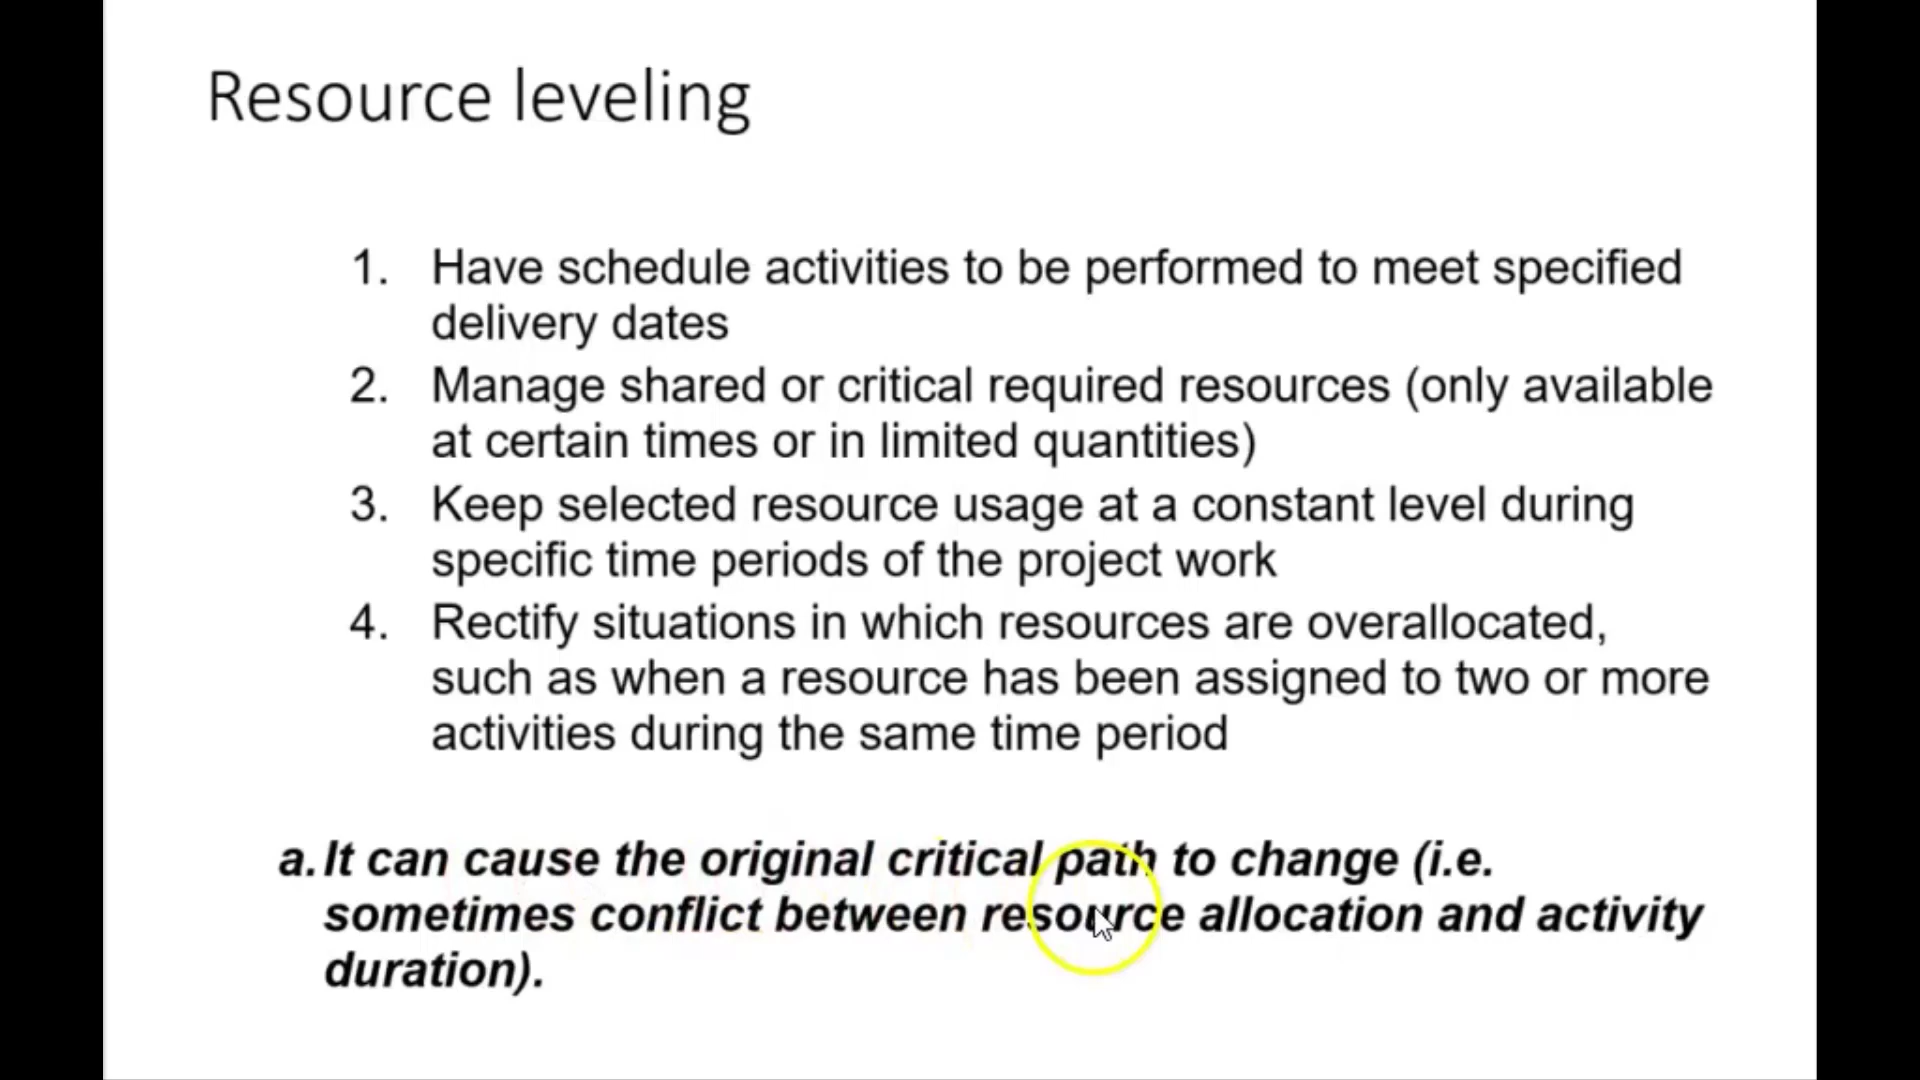 Resource leveling
1. Have schedule activities to be performed to meet specified
delivery dates
2. Manage shared or critical required resources (only available
at certain times or in limited quantities)
3. Keep selected resource usage at a constant level during
specific time periods of the project work
4. Rectify situations in which resources are overallocated,
such as when a resource has been assigned to two or more
activities during the same time period
a. It can cause the original critical path to change (i.e.
sometimes conflict between resource allocation and activity
duration).